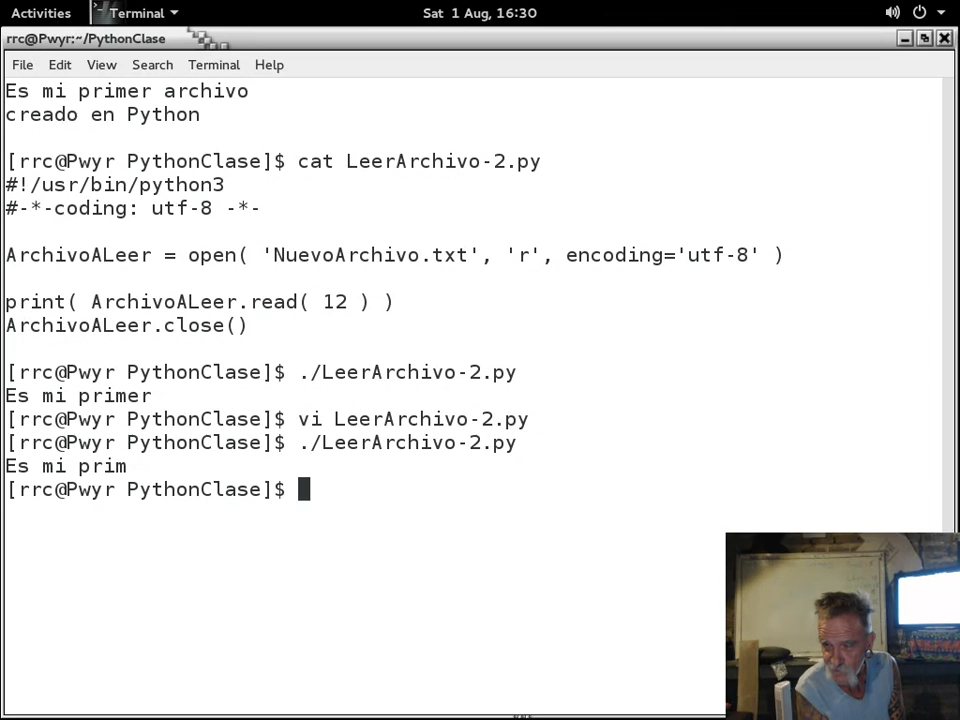 Activities Terminal Sat 1 Aug, 16:30
rrc@Pwyr:~/PythonClase
File Edit View Search Terminal Help
Es mi primer archivo
creado en Python
[rrc@Pwyr PythonClase]$ cat LeerArchivo-2.py
#!/usr/bin/python3
#-*-coding: utf-8 -*-
ArchivoALeer = open( 'NuevoArchivo.txt', 'r', encoding='utf-8' )
print( ArchivoALeer.read( 12 ) )
ArchivoALeer.close()
[rrc@Pwyr PythonClase]$ ./LeerArchivo-2.py
Es mi primer
[rrc@Pwyr PythonClase]$ vi LeerArchivo-2.py
[rrc@Pwyr PythonClase]$ ./LeerArchivo-2.py
Es mi prim
[rrc@Pwyr PythonClase]$